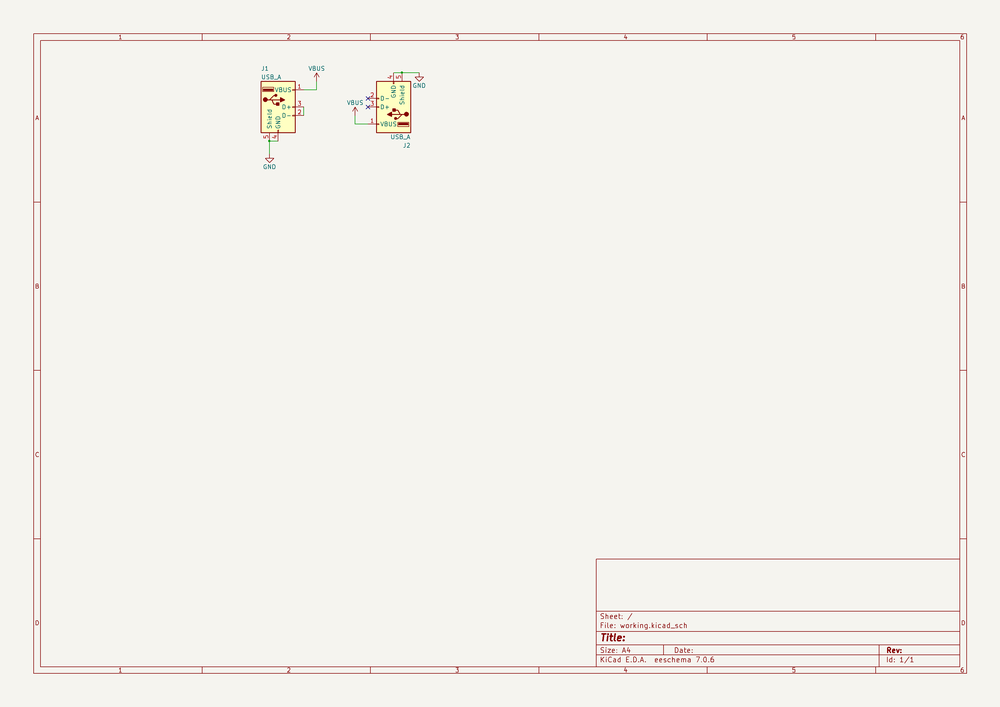 1 2 3 4 5 6
J1 VBUS
USB_A
VBUS 1
D+ 3
D- 2
Shield GND
5 4
GND
4 5
GND
GND Shield
2 D-
VBUS
3 D+
1 VBUS
USB_A
J2
A A
B B
C C
D D
Sheet: /
File: working.kicad_sch
Title:
Size: A4 Date: Rev:
KiCad E.D.A. eeschema 7.0.6 Id: 1/1
1 2 3 4 5 6